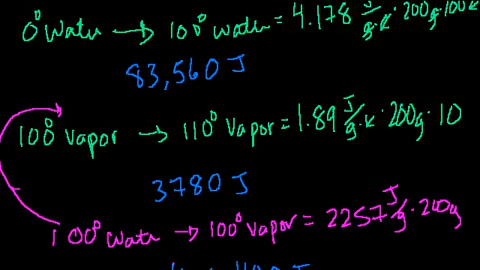 0° Water → 100° water = 4.178 J/g·K · 200g · 100K
83,560 J
100° vapor → 110° vapor = 1.89 J/g·K · 200g · 10
3780 J
100° water → 100° vapor = 2257 J/g · 200g